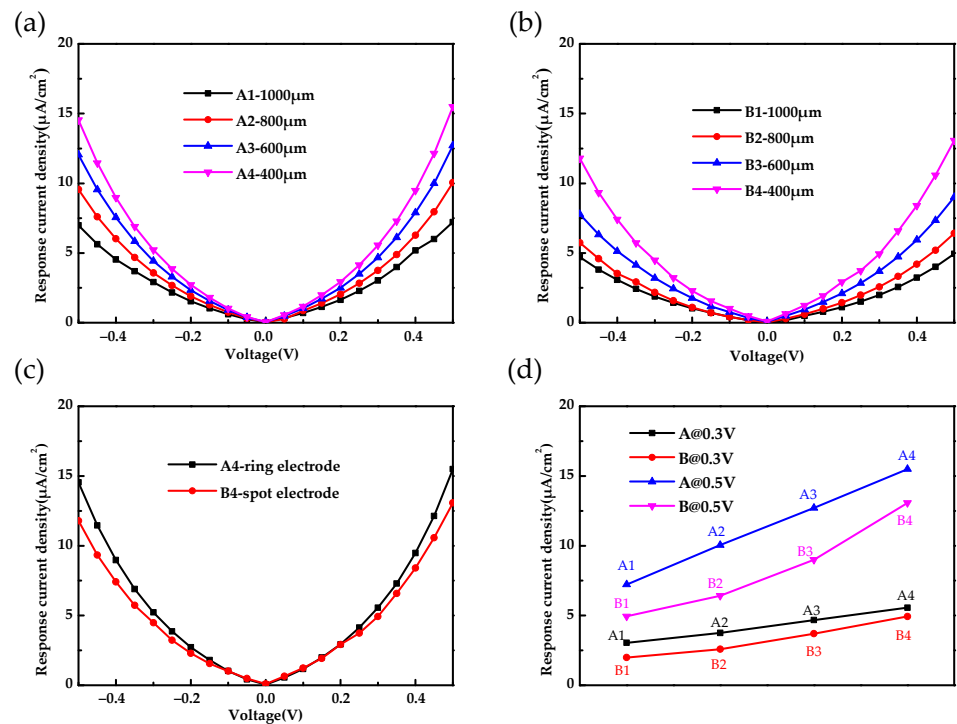 (a)
20
15
10
5
0
Response current density(μA/cm²)
A1-1000μm
A2-800μm
A3-600μm
A4-400μm
−0.4 −0.2 0.0 0.2 0.4
Voltage(V)
(b)
20
15
10
5
0
Response current density(μA/cm²)
B1-1000μm
B2-800μm
B3-600μm
B4-400μm
−0.4 −0.2 0.0 0.2 0.4
Voltage(V)
(c)
20
15
10
5
0
Response current density(μA/cm²)
A4-ring electrode
B4-spot electrode
−0.4 −0.2 0.0 0.2 0.4
Voltage(V)
(d)
20
15
10
5
0
Response current density(μA/cm²)
A@0.3V
B@0.3V
A@0.5V
B@0.5V
A1 A2 A3 A4
B1 B2 B3 B4
A1 A2 A3 A4
B1 B2 B3 B4